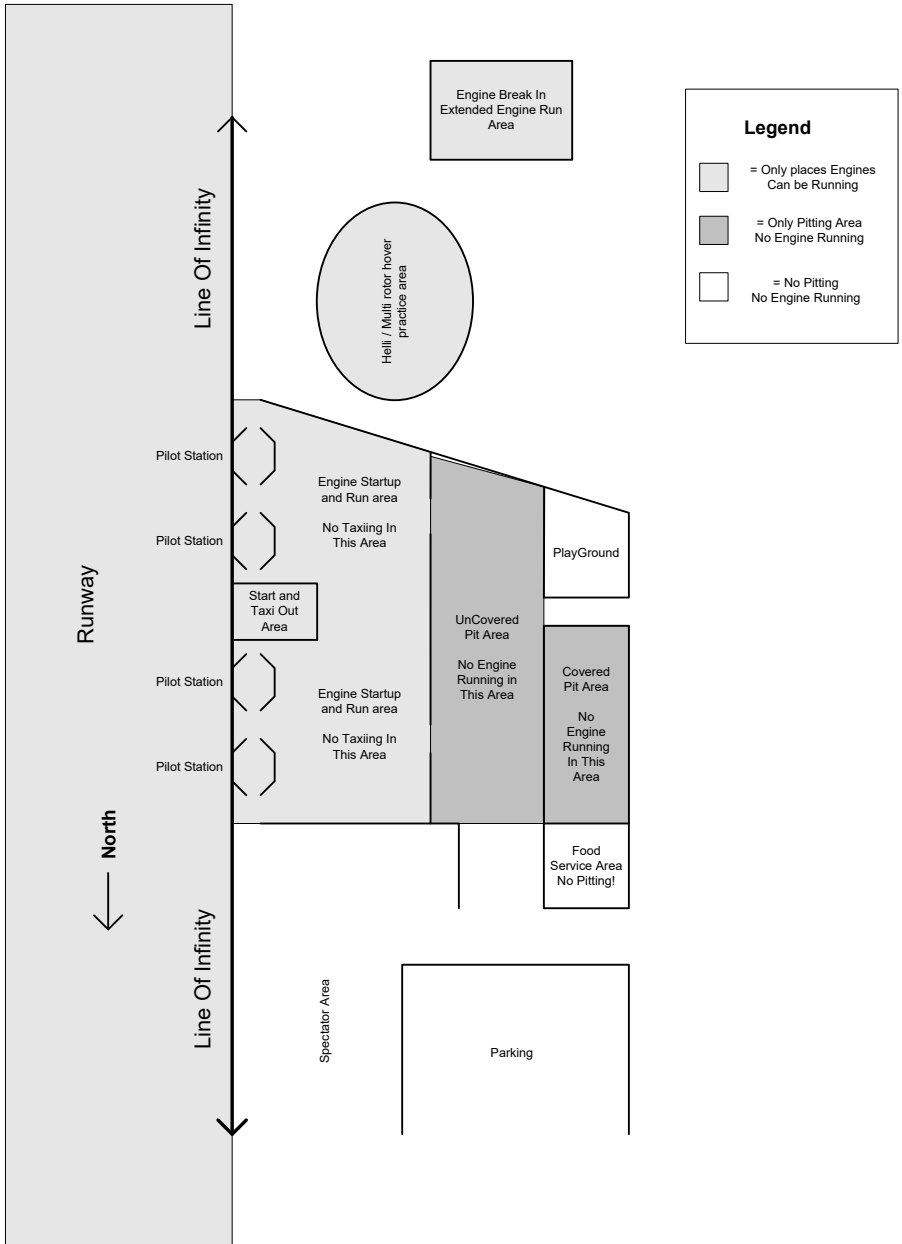 Engine Break In
Extended Engine Run
Area
Legend
= Only places Engines
Can be Running
= Only Pitting Area
No Engine Running
= No Pitting
No Engine Running
Line Of Infinity
Helli / Multi rotor hover
practice area
Pilot Station
Engine Startup
and Run area
No Taxiing In
This Area
Pilot Station
PlayGround
Runway
Start and
Taxi Out
Area
UnCovered
Pit Area
No Engine
Running in
This Area
Pilot Station
Engine Startup
and Run area
No Taxiing In
This Area
Covered
Pit Area
No
Engine
Running
In This
Area
Pilot Station
North
Food
Service Area
No Pitting!
Line Of Infinity
Spectator Area
Parking